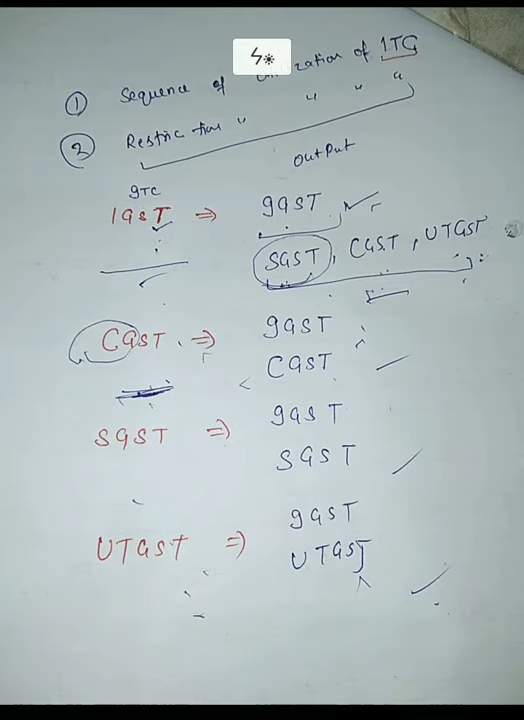 ① Sequence of ization of ITC
② Restriction " " " "
output
ITC
IGST ⇒ IGST
SGST, CGST, UTGST
CGST ⇒ IGST
CGST
SGST ⇒ IGST
SGST
UTGST ⇒ IGST
UTGST